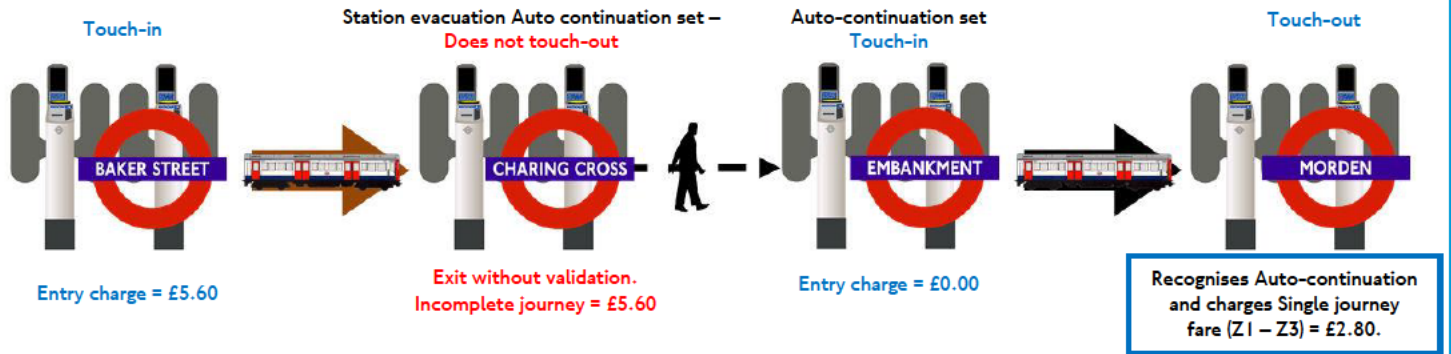 Touch-in
Station evacuation Auto continuation set –
Does not touch-out
Auto-continuation set
Touch-in
Touch-out
BAKER STREET
CHARING CROSS
EMBANKMENT
MORDEN
Entry charge = £5.60
Exit without validation.
Incomplete journey = £5.60
Entry charge = £0.00
Recognises Auto-continuation
and charges Single journey
fare (Z1 – Z3) = £2.80.